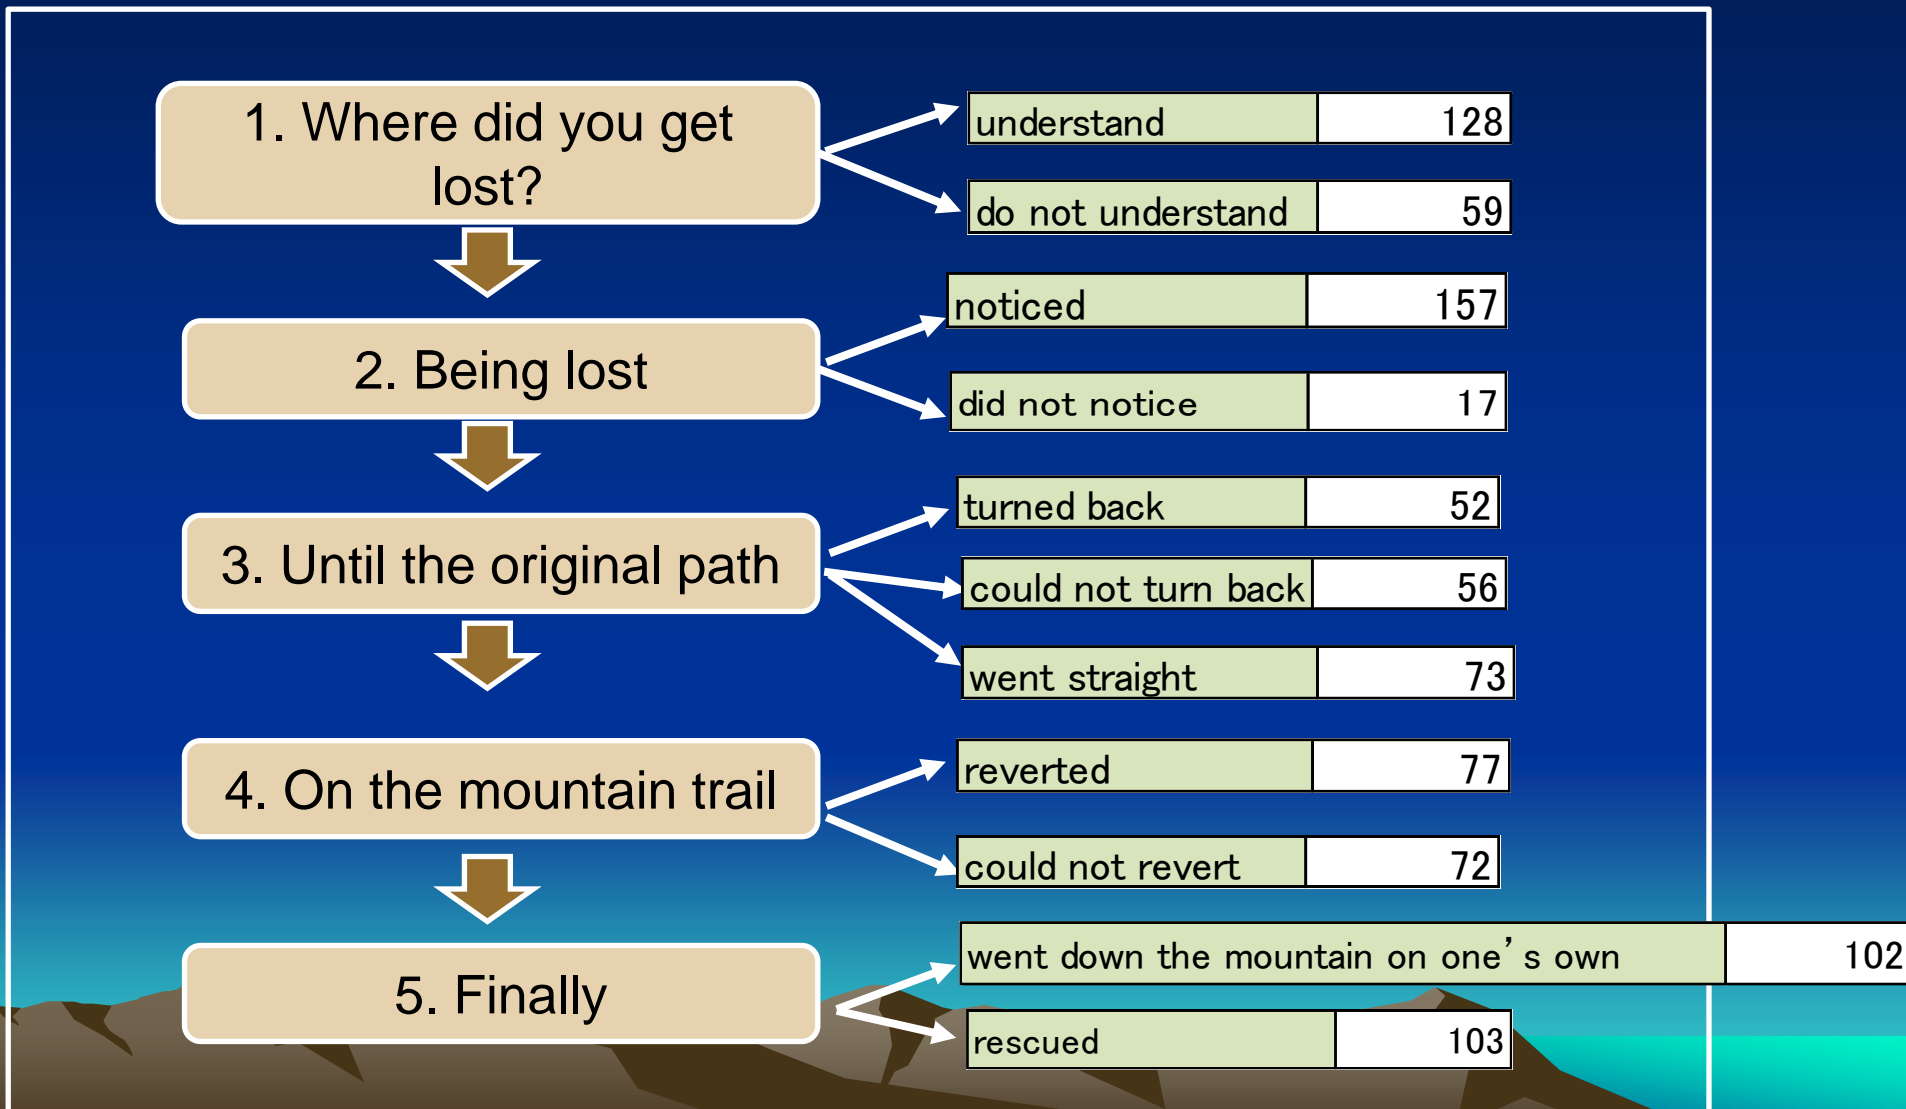 1. Where did you get
lost?
understand 128
do not understand 59
2. Being lost
noticed 157
did not notice 17
3. Until the original path
turned back 52
could not turn back 56
went straight 73
4. On the mountain trail
reverted 77
could not revert 72
5. Finally
went down the mountain on one’s own 102
rescued 103